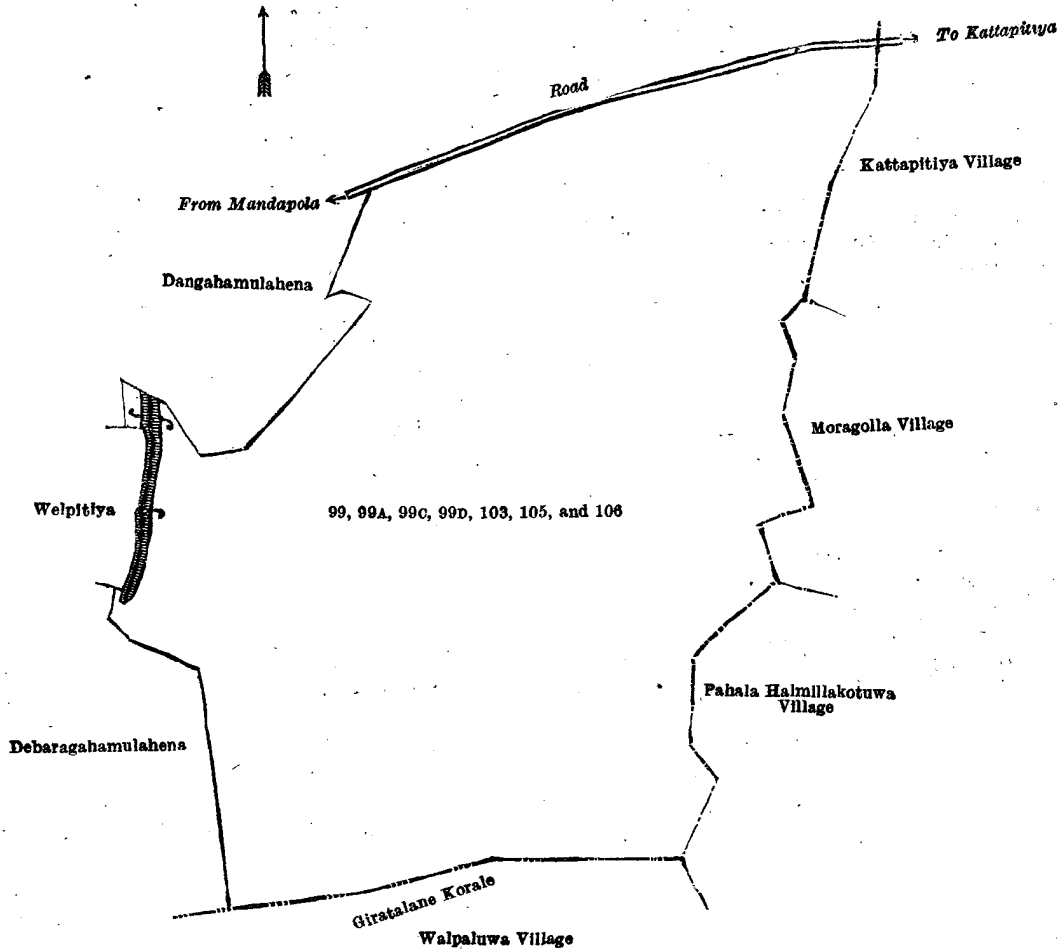 To Kattapitiya
Road
Kattapitiya Village
From Mandapola
Dangahamulahena
Moragolla Village
Welpitiya
99, 99A, 99C, 99D, 103, 105, and 106
Pahala Halmillakotuwa
Village
Debaragahamulahena
Giratalane Korale
Walpaluwa Village